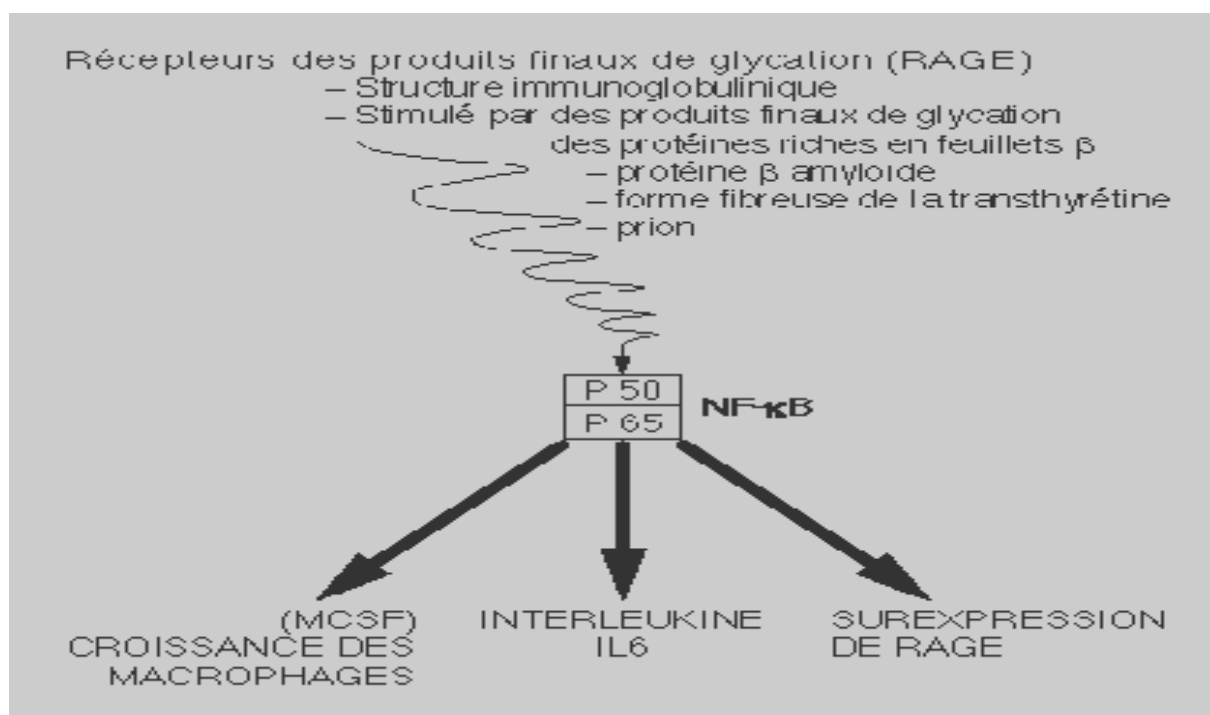 Récepteurs des produits finaux de glycation (RAGE)
– Structure immunoglobulinique
– Stimulé par des produits finaux de glycation
des protéines riches en feuillets β
– protéine β amyloide
– forme fibreuse de la transthyrétine
– prion
P 50
NF-κB
P 65
(MCSF)
CROISSANCE DES
MACROPHAGES
INTERLEUKINE
IL6
SUREXPRESSION
DE RAGE